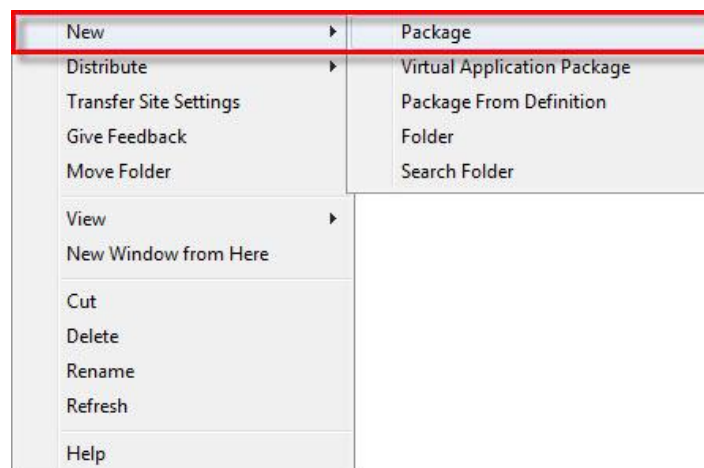 New
Distribute
Transfer Site Settings
Give Feedback
Move Folder
View
New Window from Here
Cut
Delete
Rename
Refresh
Help
Package
Virtual Application Package
Package From Definition
Folder
Search Folder